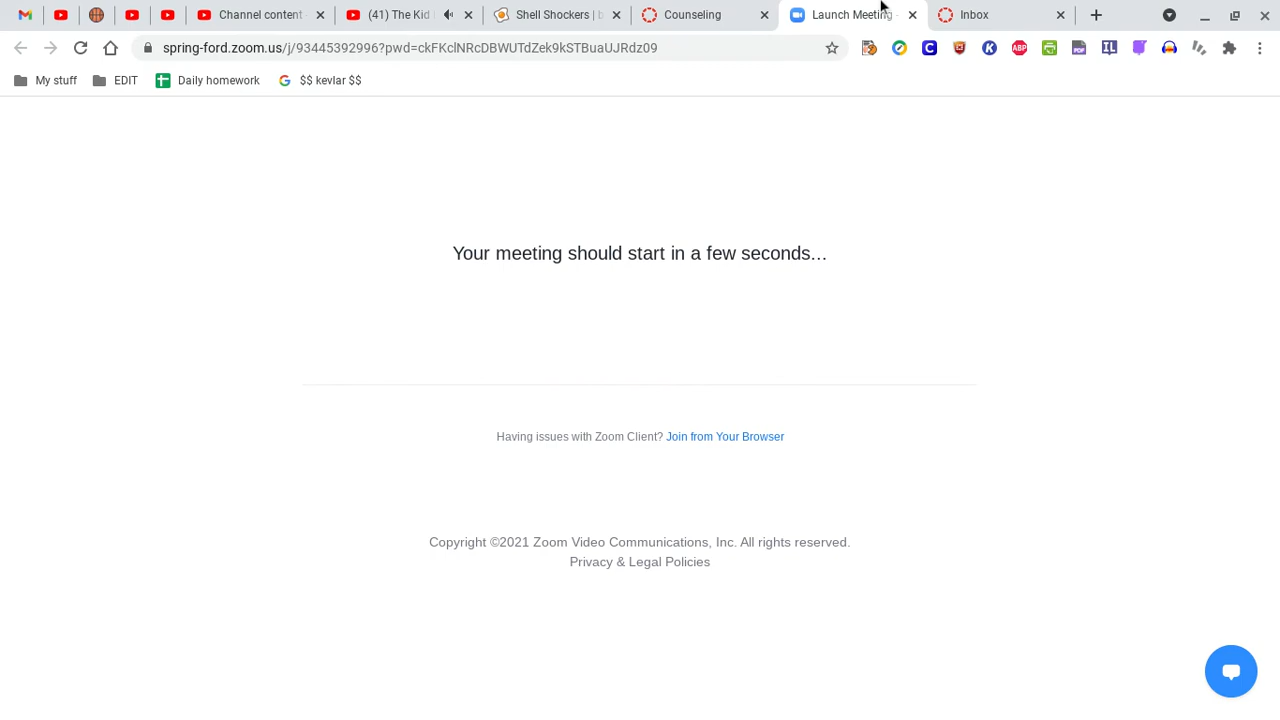 Channel content
(41) The Kid
Shell Shockers | b
Counseling
Launch Meeting -
Inbox
spring-ford.zoom.us/j/93445392996?pwd=ckFKclNRcDBWUTdZek9kSTBuaUJRdz09
My stuff
EDIT
Daily homework
$$ kevlar $$
Your meeting should start in a few seconds...
Having issues with Zoom Client? Join from Your Browser
Copyright ©2021 Zoom Video Communications, Inc. All rights reserved.
Privacy & Legal Policies